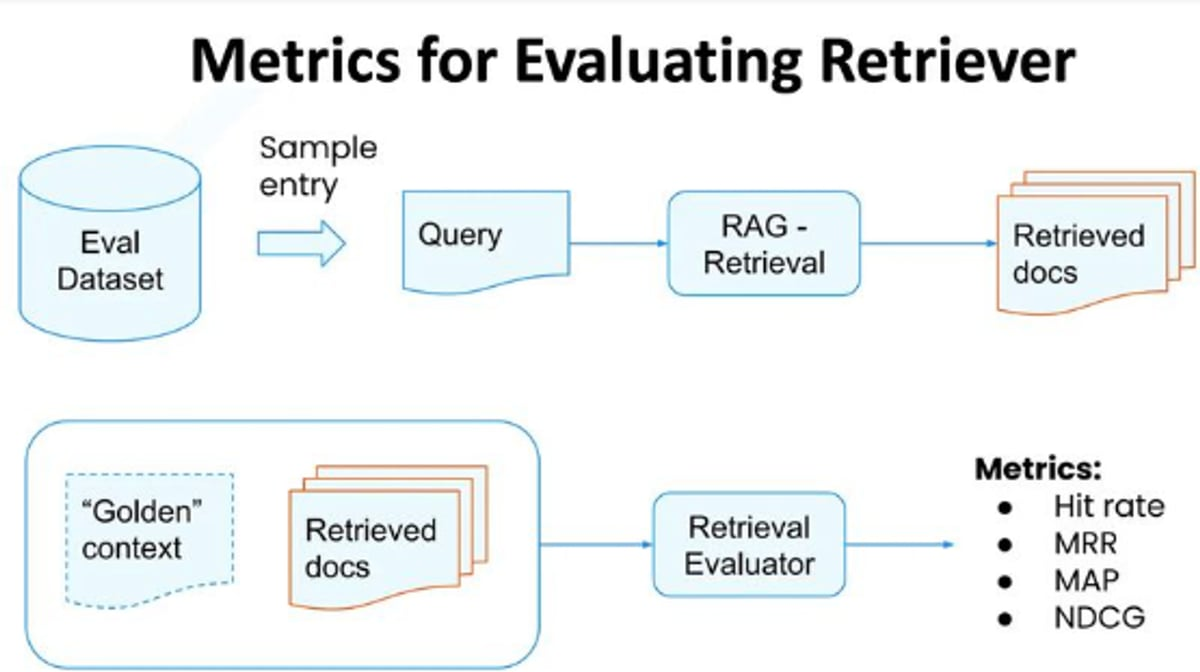 Metrics for Evaluating Retriever
Sample
entry
Eval
Dataset
Query
RAG -
Retrieval
Retrieved
docs
“Golden”
context
Retrieved
docs
Retrieval
Evaluator
Metrics:
● Hit rate
● MRR
● MAP
● NDCG